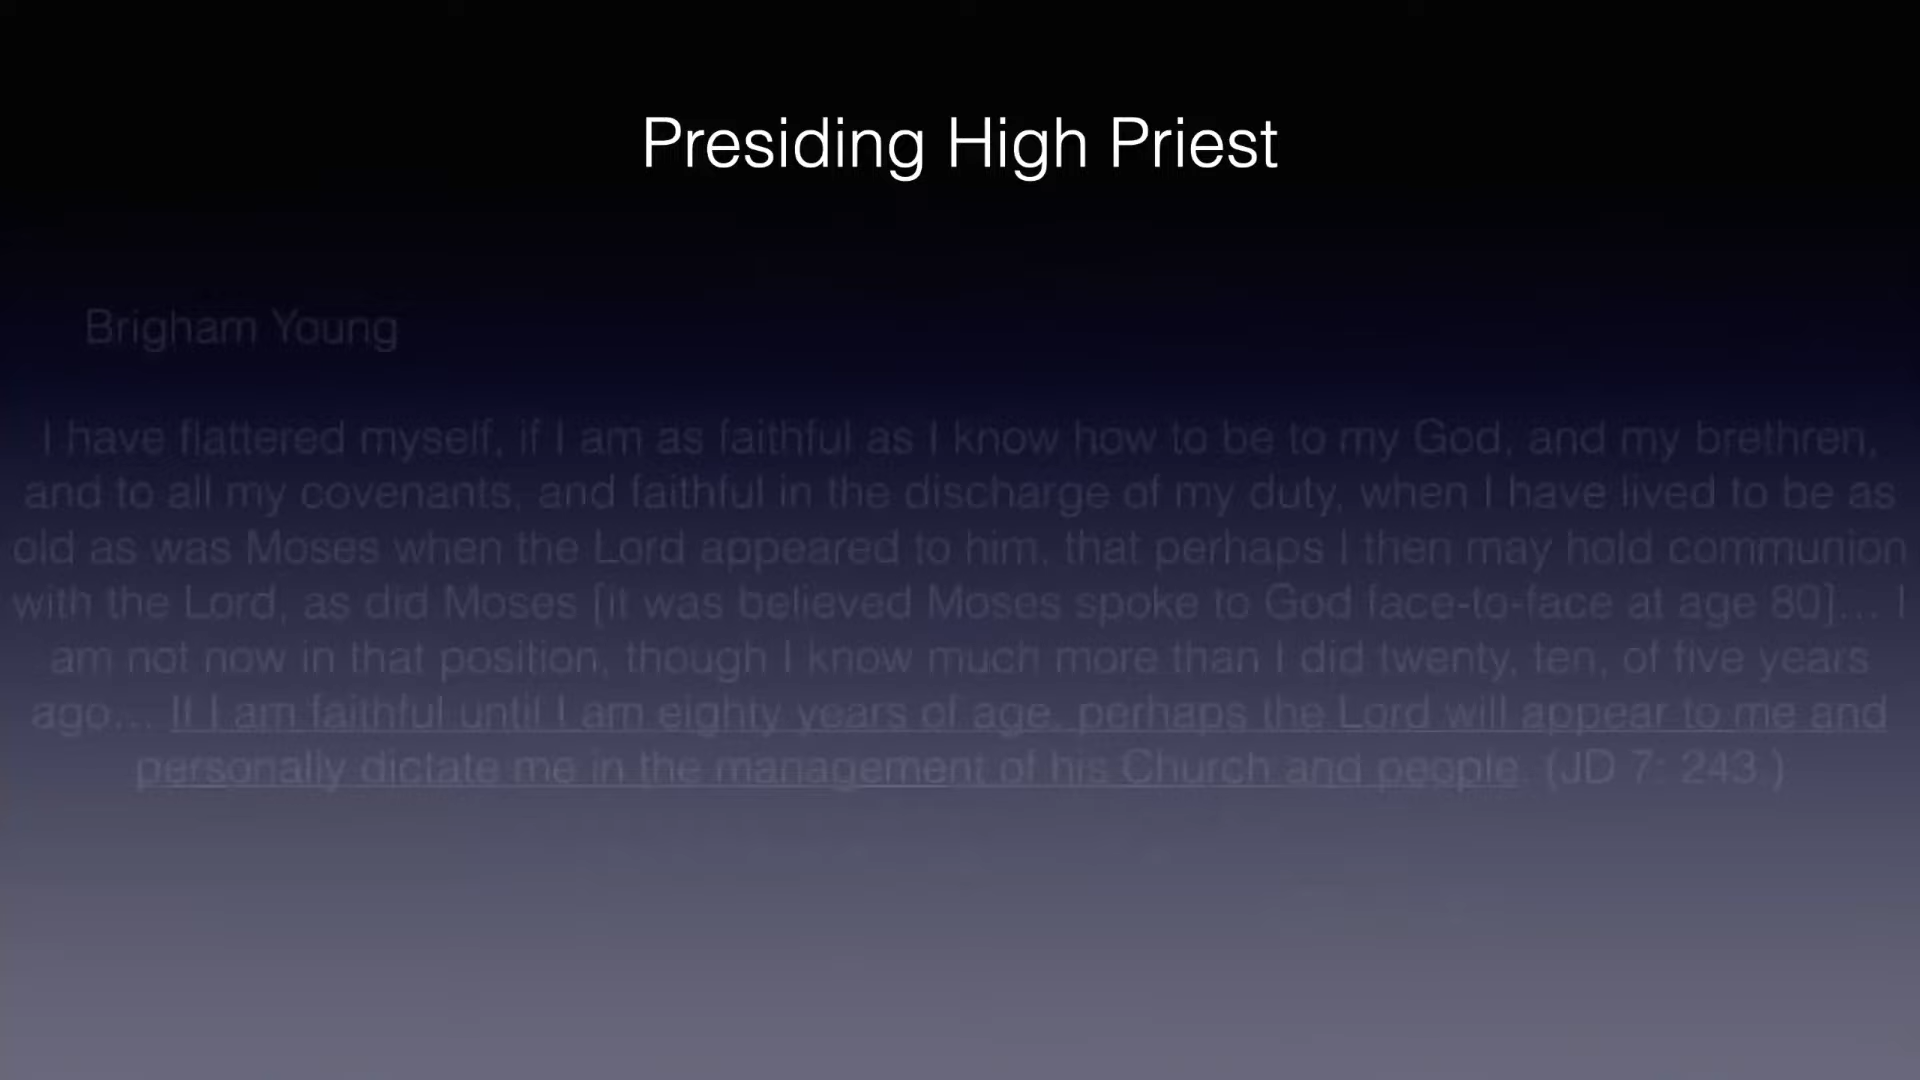 Presiding High Priest
Brigham Young
I have flattered myself, if I am as faithful as I know how to be to my God, and my brethren,
and to all my covenants, and faithful in the discharge of my duty, when I have lived to be as
old as was Moses when the Lord appeared to him, that perhaps I then may hold communion
with the Lord, as did Moses [it was believed Moses spoke to God face-to-face at age 80]... I
am not now in that position, though I know much more than I did twenty, ten, of five years
ago... If I am faithful until I am eighty years of age, perhaps the Lord will appear to me and
personally dictate me in the management of his Church and people. (JD 7: 243 )